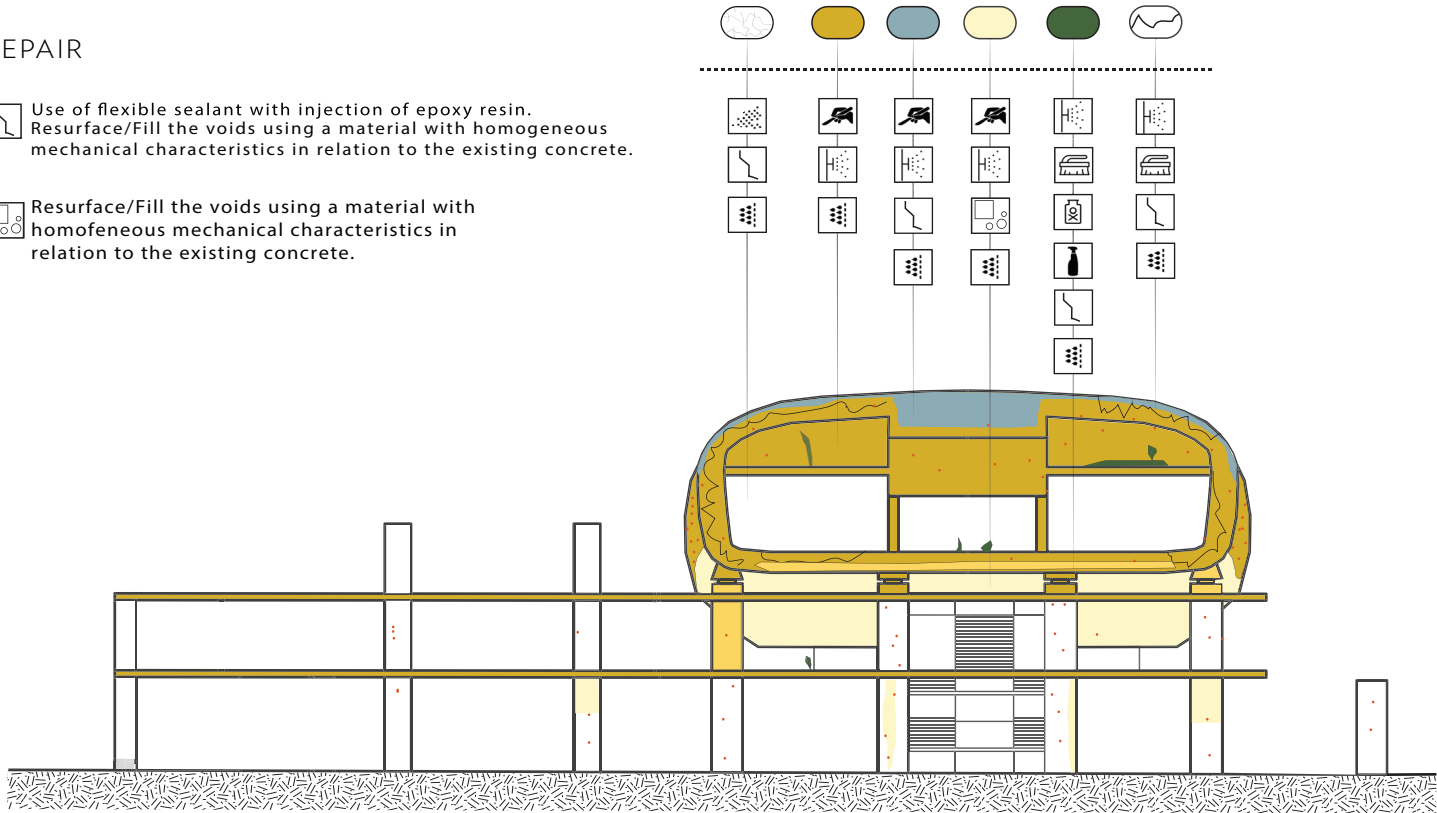 EPAIR
Use of flexible sealant with injection of epoxy resin.
Resurface/Fill the voids using a material with homogeneous
mechanical characteristics in relation to the existing concrete.
Resurface/Fill the voids using a material with
homofeneous mechanical characteristics in
relation to the existing concrete.